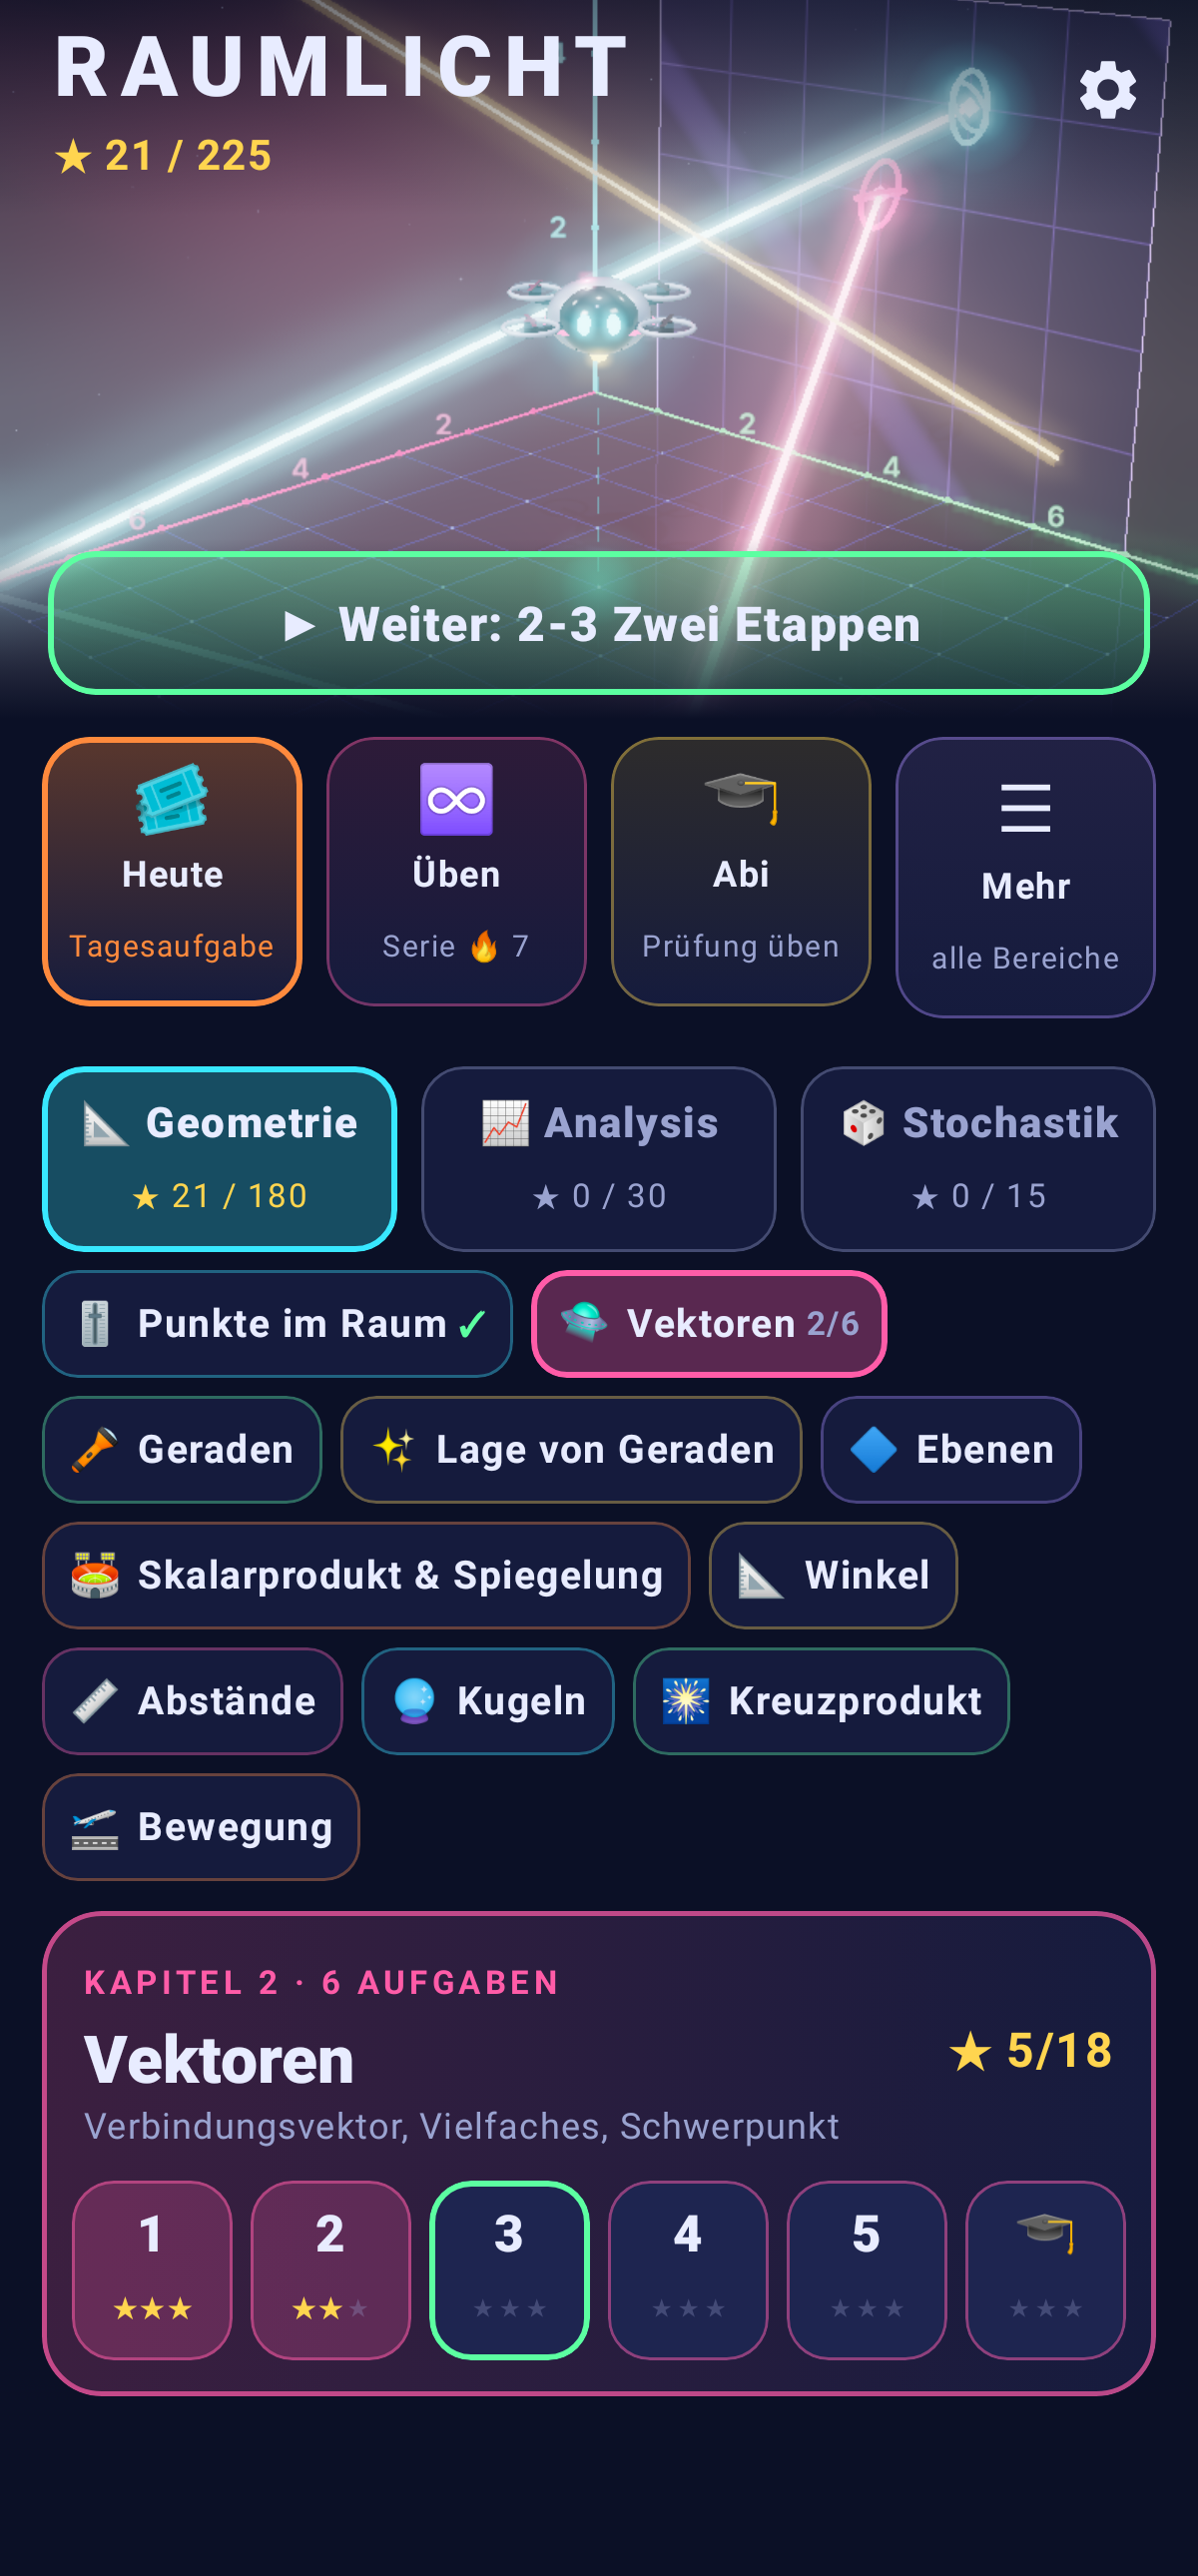 RAUMLICHT
★ 21 / 225
4
2
2
4
6
2
4
6
► Weiter: 2-3 Zwei Etappen
Heute
Tagesaufgabe
Üben
Serie 🔥 7
Abi
Prüfung üben
Mehr
alle Bereiche
Geometrie
★ 21 / 180
Analysis
★ 0 / 30
Stochastik
★ 0 / 15
Punkte im Raum ✓
Vektoren 2/6
Geraden
Lage von Geraden
Ebenen
Skalarprodukt & Spiegelung
Winkel
Abstände
Kugeln
Kreuzprodukt
Bewegung
KAPITEL 2 · 6 AUFGABEN
Vektoren
★ 5/18
Verbindungsvektor, Vielfaches, Schwerpunkt
1
★★★
2
★★★
3
★★★
4
★★★
5
★★★
★★★